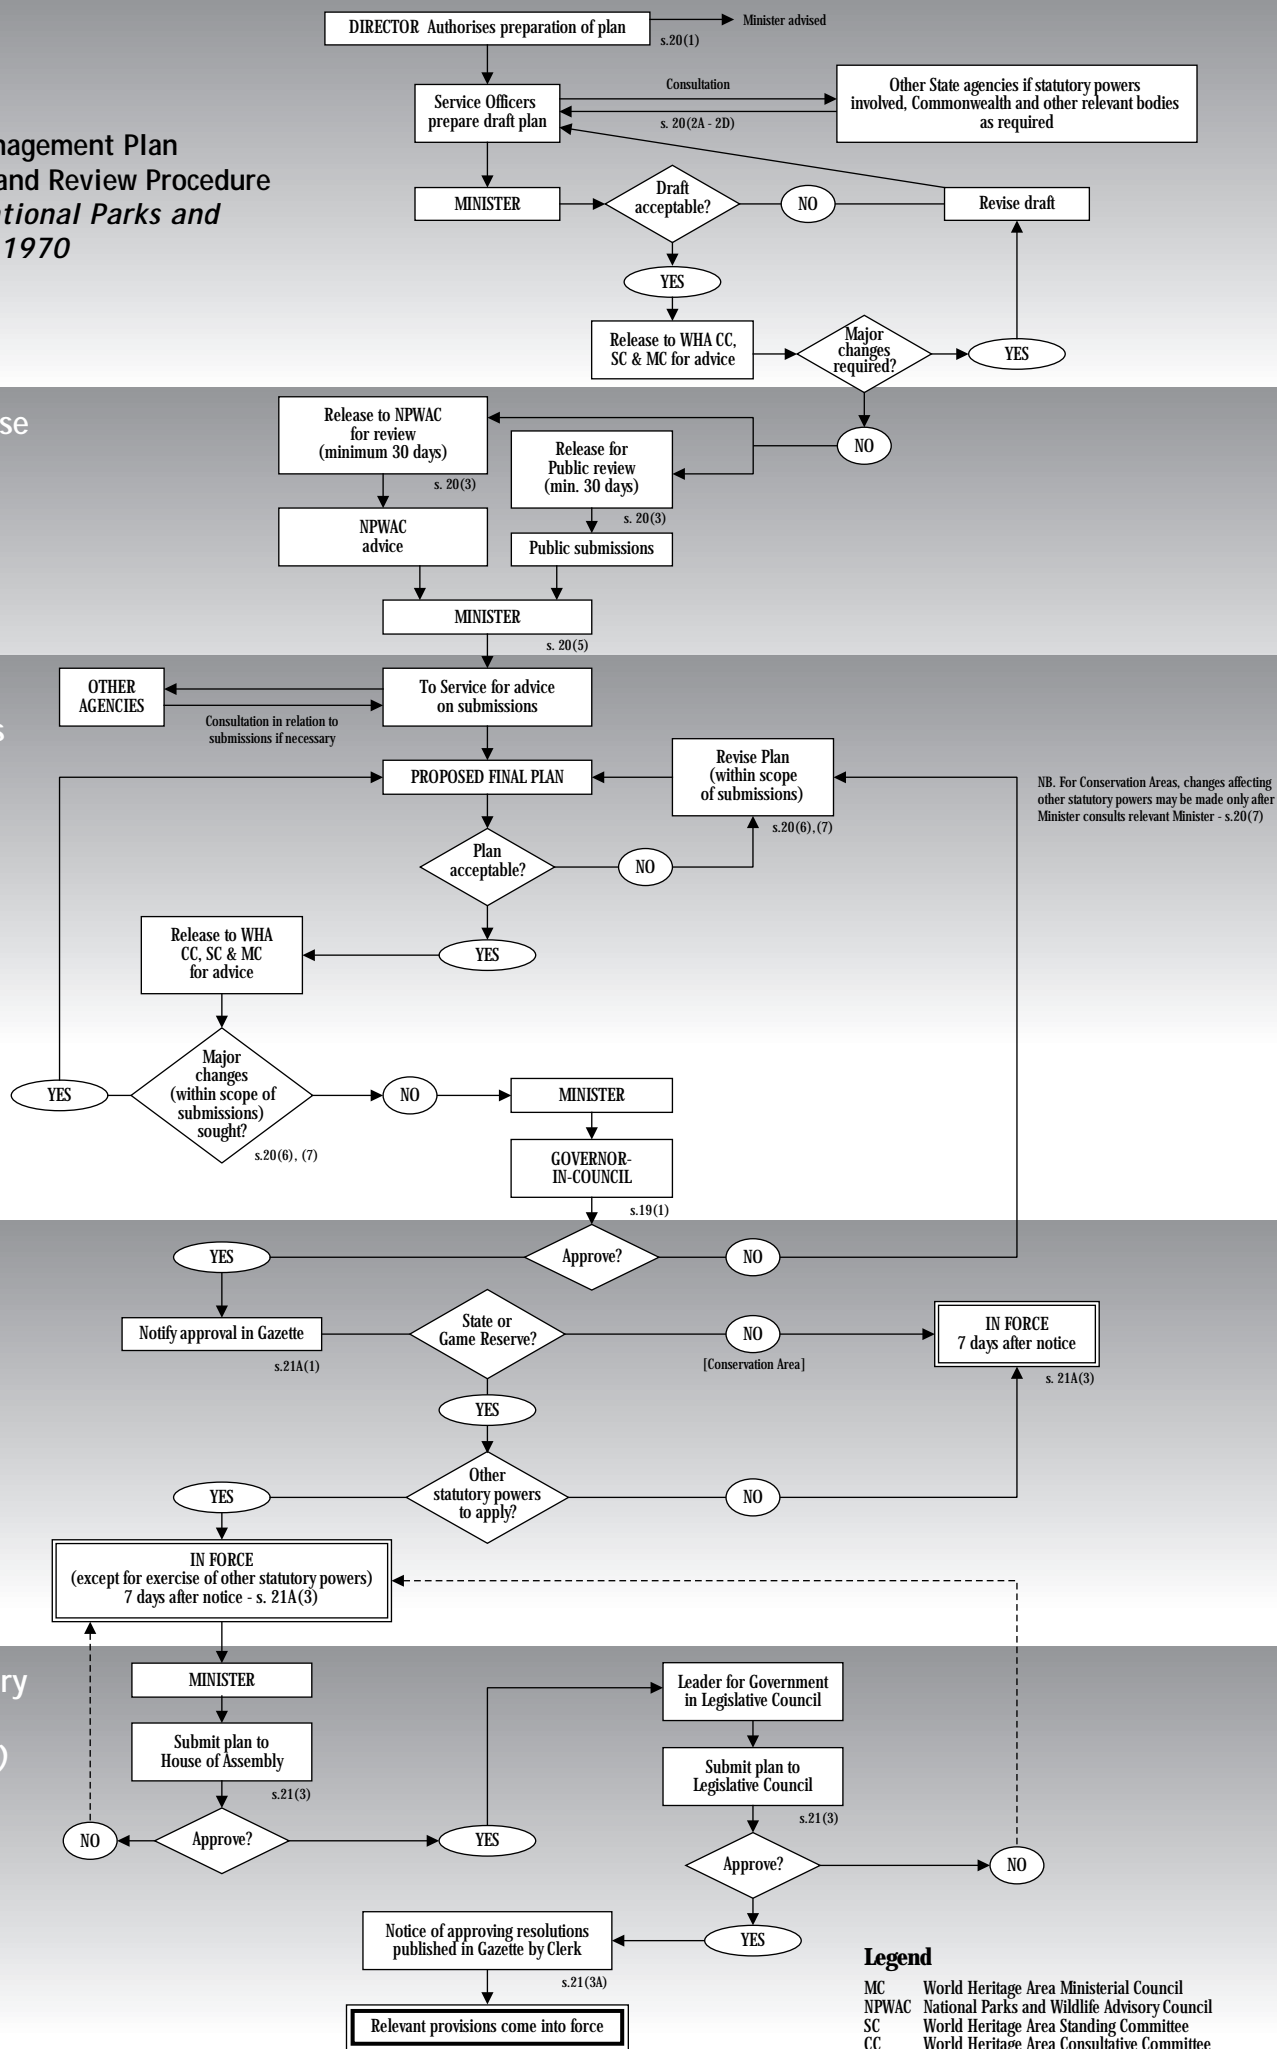 DIRECTOR Authorises preparation of plan
Minister advised
s.20(1)
Service Officers
prepare draft plan
Consultation
s. 20(2A - 2D)
Other State agencies if statutory powers
involved, Commonwealth and other relevant bodies
as required
nagement Plan
and Review Procedure
tional Parks and
1970
MINISTER
Draft
acceptable?
NO
Revise draft
YES
Release to WHA CC,
SC & MC for advice
Major
changes
required?
YES
se
Release to NPWAC
for review
(minimum 30 days)
s. 20(3)
Release for
Public review
(min. 30 days)
s. 20(3)
NO
NPWAC
advice
Public submissions
MINISTER
s. 20(5)
OTHER
AGENCIES
To Service for advice
on submissions
Consultation in relation to
submissions if necessary
s
PROPOSED FINAL PLAN
Revise Plan
(within scope
of submissions)
s.20(6),(7)
NB. For Conservation Areas, changes affecting
other statutory powers may be made only after
Minister consults relevant Minister - s.20(7)
Plan
acceptable?
NO
YES
Release to WHA
CC, SC & MC
for advice
YES
Major
changes
(within scope of
submissions)
sought?
s.20(6), (7)
NO
MINISTER
GOVERNOR-
IN-COUNCIL
s.19(1)
YES
Approve?
NO
Notify approval in Gazette
s.21A(1)
State or
Game Reserve?
NO
[Conservation Area]
IN FORCE
7 days after notice
s. 21A(3)
YES
YES
Other
statutory powers
to apply?
NO
IN FORCE
(except for exercise of other statutory powers)
7 days after notice - s. 21A(3)
ry
)
MINISTER
Submit plan to
House of Assembly
s.21(3)
NO
Approve?
YES
Leader for Government
in Legislative Council
Submit plan to
Legislative Council
s.21(3)
Approve?
NO
YES
Notice of approving resolutions
published in Gazette by Clerk
s.21(3A)
Relevant provisions come into force
Legend
MC World Heritage Area Ministerial Council
NPWAC National Parks and Wildlife Advisory Council
SC World Heritage Area Standing Committee
CC World Heritage Area Consultative Committee